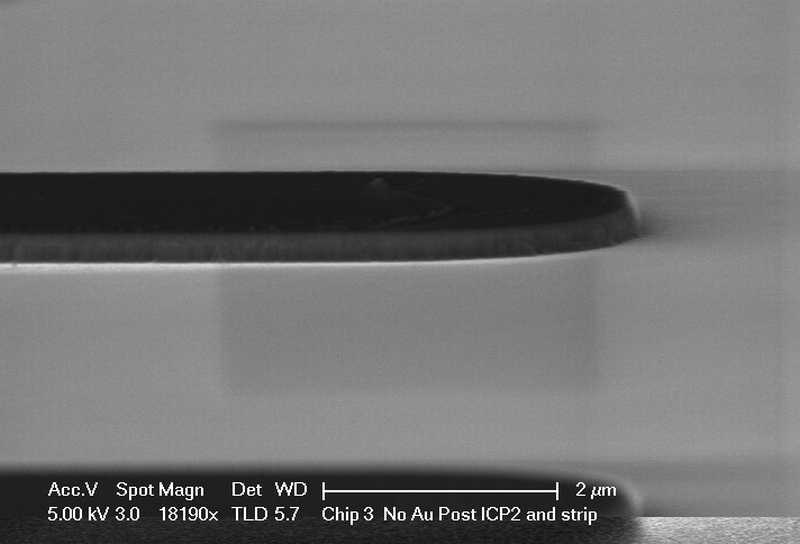 Acc.V Spot Magn Det WD 2 µm
5.00 kV 3.0 18190x TLD 5.7 Chip 3 No Au Post ICP2 and strip